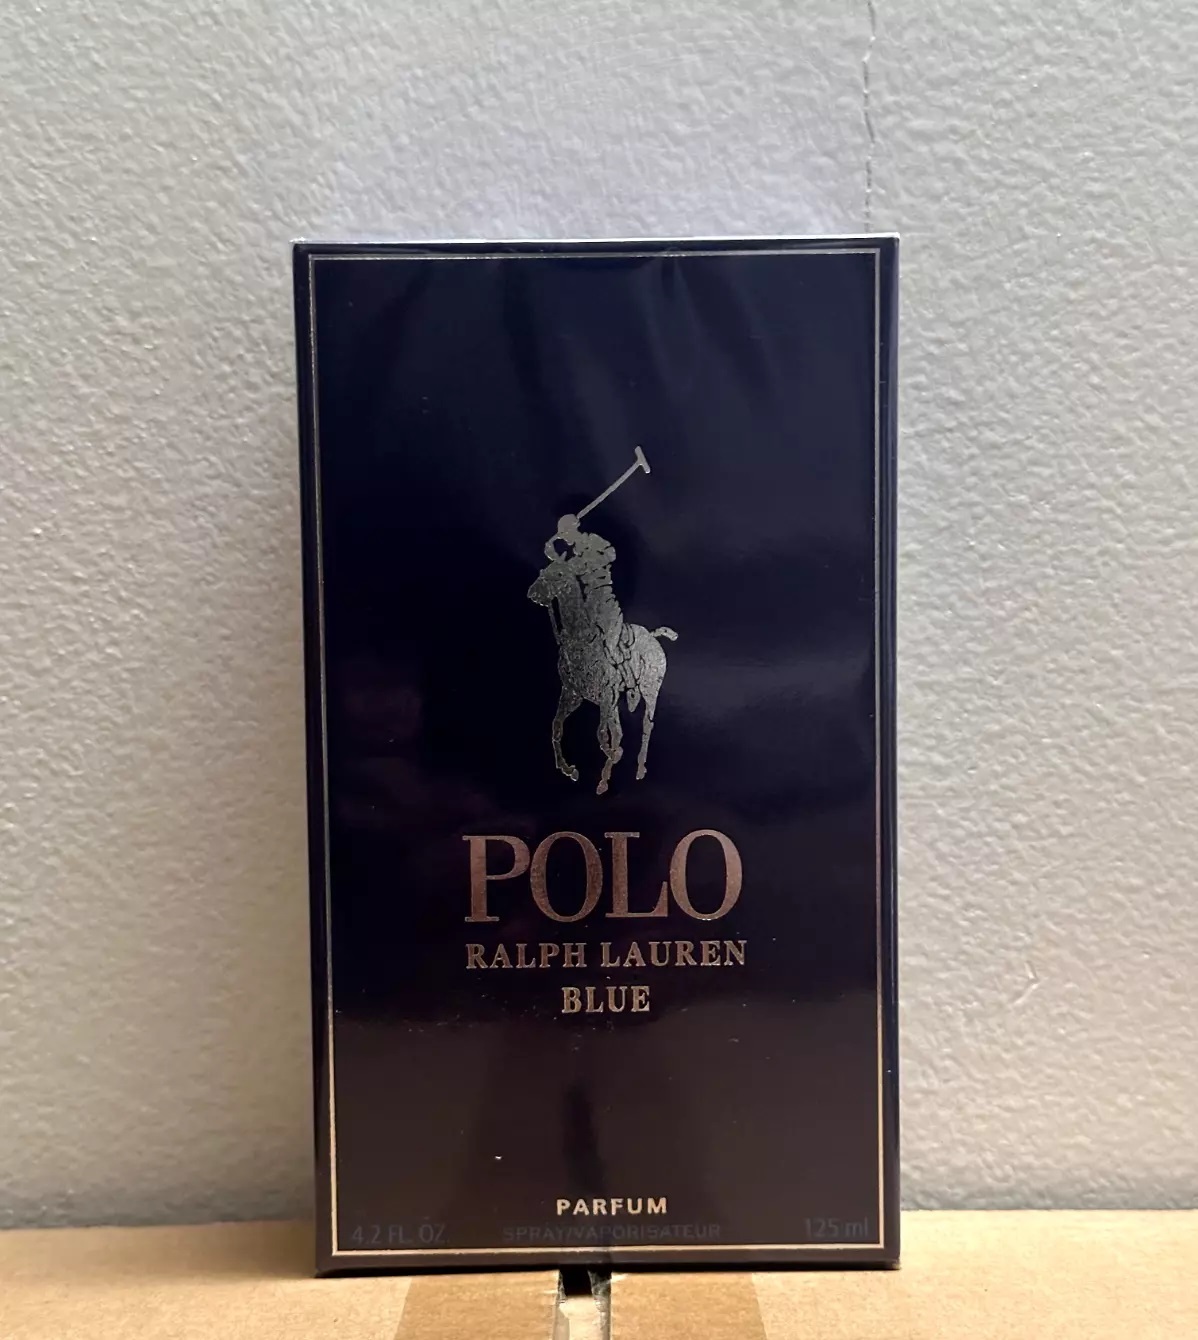 POLO
RALPH LAUREN
BLUE
PARFUM
4.2 FL. OZ. SPRAY/VAPORISATEUR 125 ml